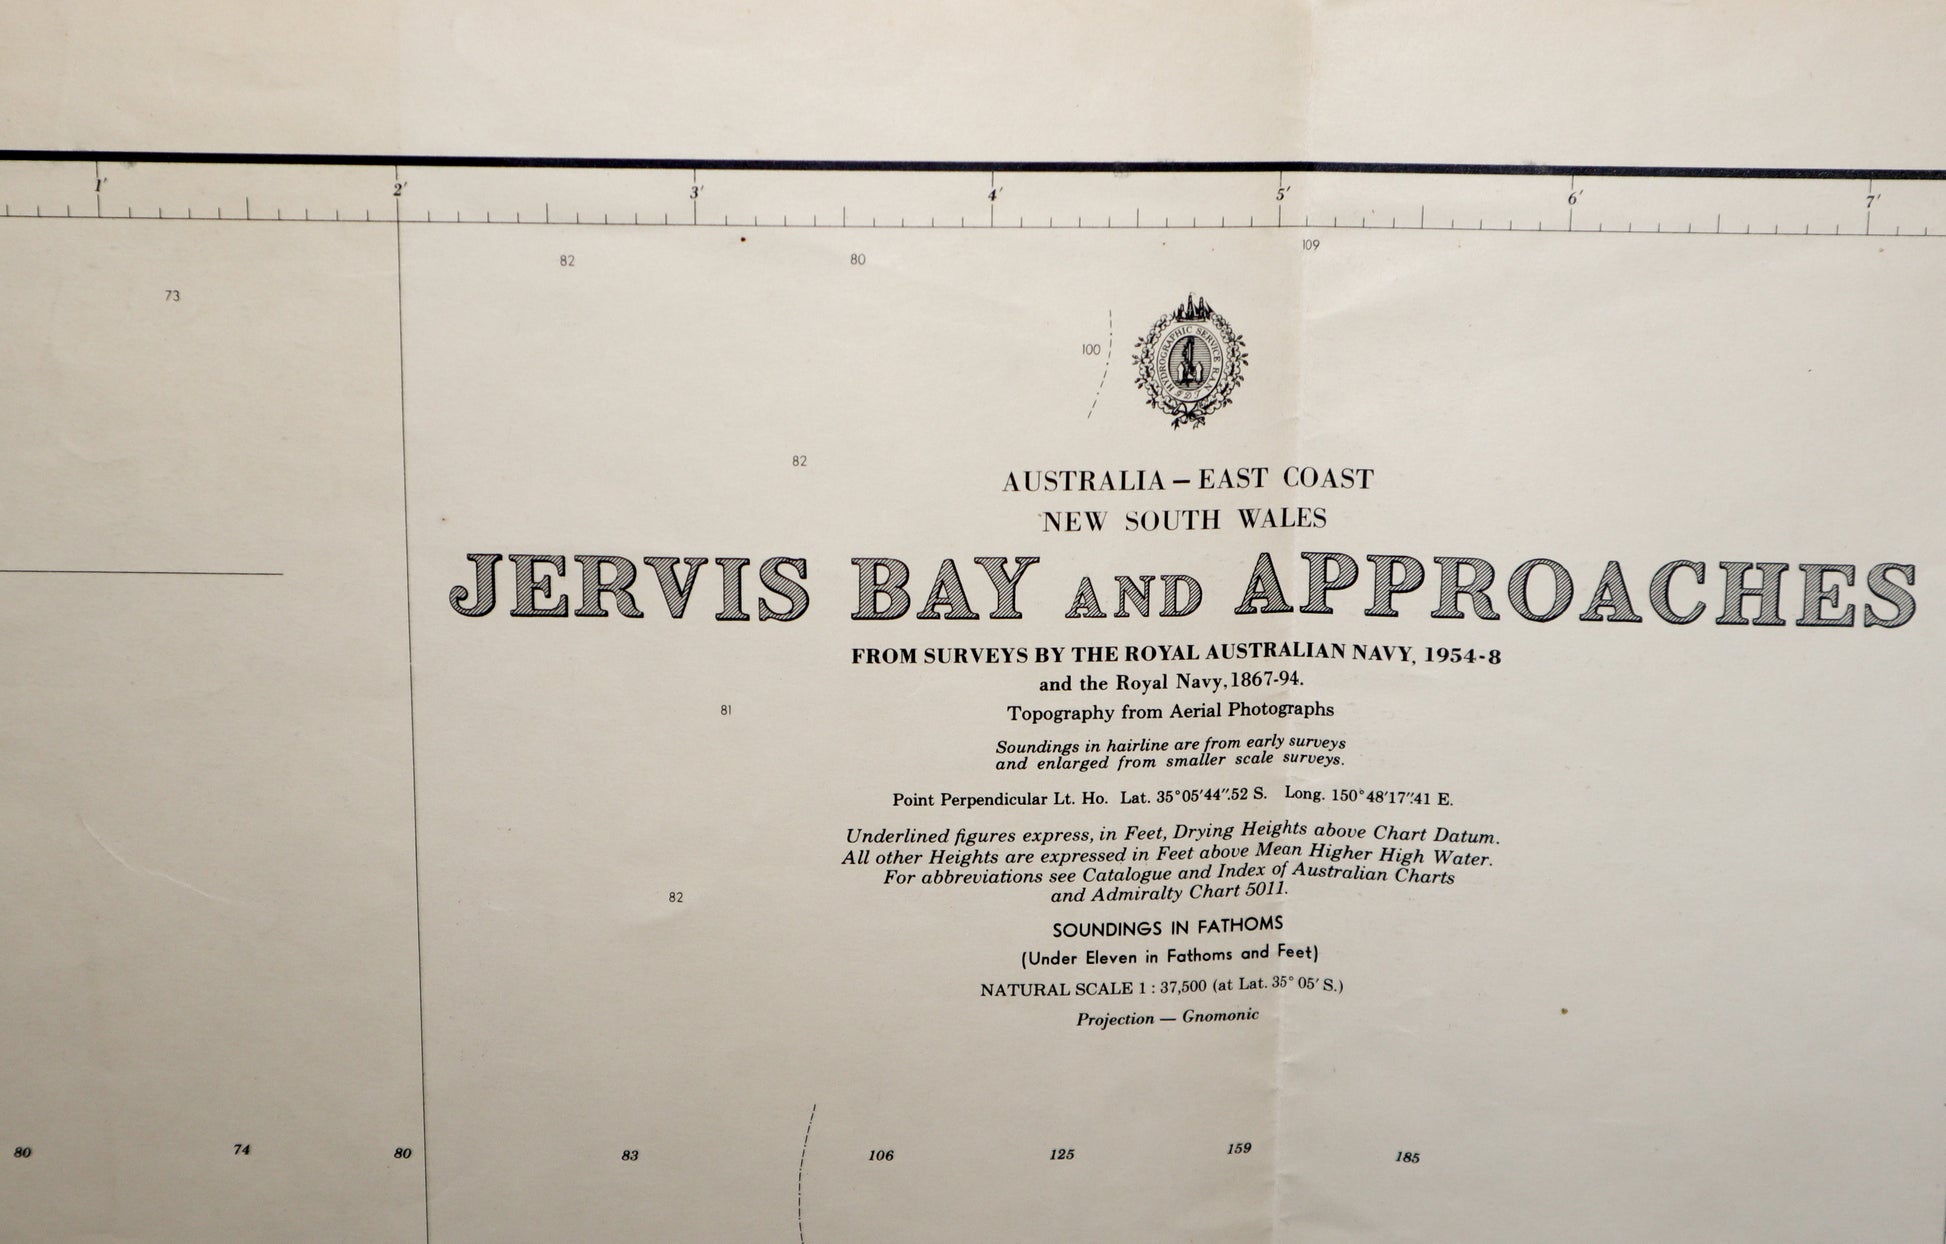 1′ 2′ 3′ 4′ 5′ 6′ 7′
109
82 80
73
100
HYDROGRAPHIC SERVICE RAN
82
AUSTRALIA – EAST COAST
NEW SOUTH WALES
JERVIS BAY AND APPROACHES
FROM SURVEYS BY THE ROYAL AUSTRALIAN NAVY, 1954-8
and the Royal Navy, 1867-94.
81
Topography from Aerial Photographs
Soundings in hairline are from early surveys
and enlarged from smaller scale surveys.
Point Perpendicular Lt. Ho. Lat. 35°05′44″.52 S. Long. 150°48′17″.41 E.
Underlined figures express, in Feet, Drying Heights above Chart Datum.
All other Heights are expressed in Feet above Mean Higher High Water.
For abbreviations see Catalogue and Index of Australian Charts
and Admiralty Chart 5011.
82
SOUNDINGS IN FATHOMS
(Under Eleven in Fathoms and Feet)
NATURAL SCALE 1 : 37,500 (at Lat. 35° 05′ S.)
Projection — Gnomonic
80 74 80 83 106 125 159 185